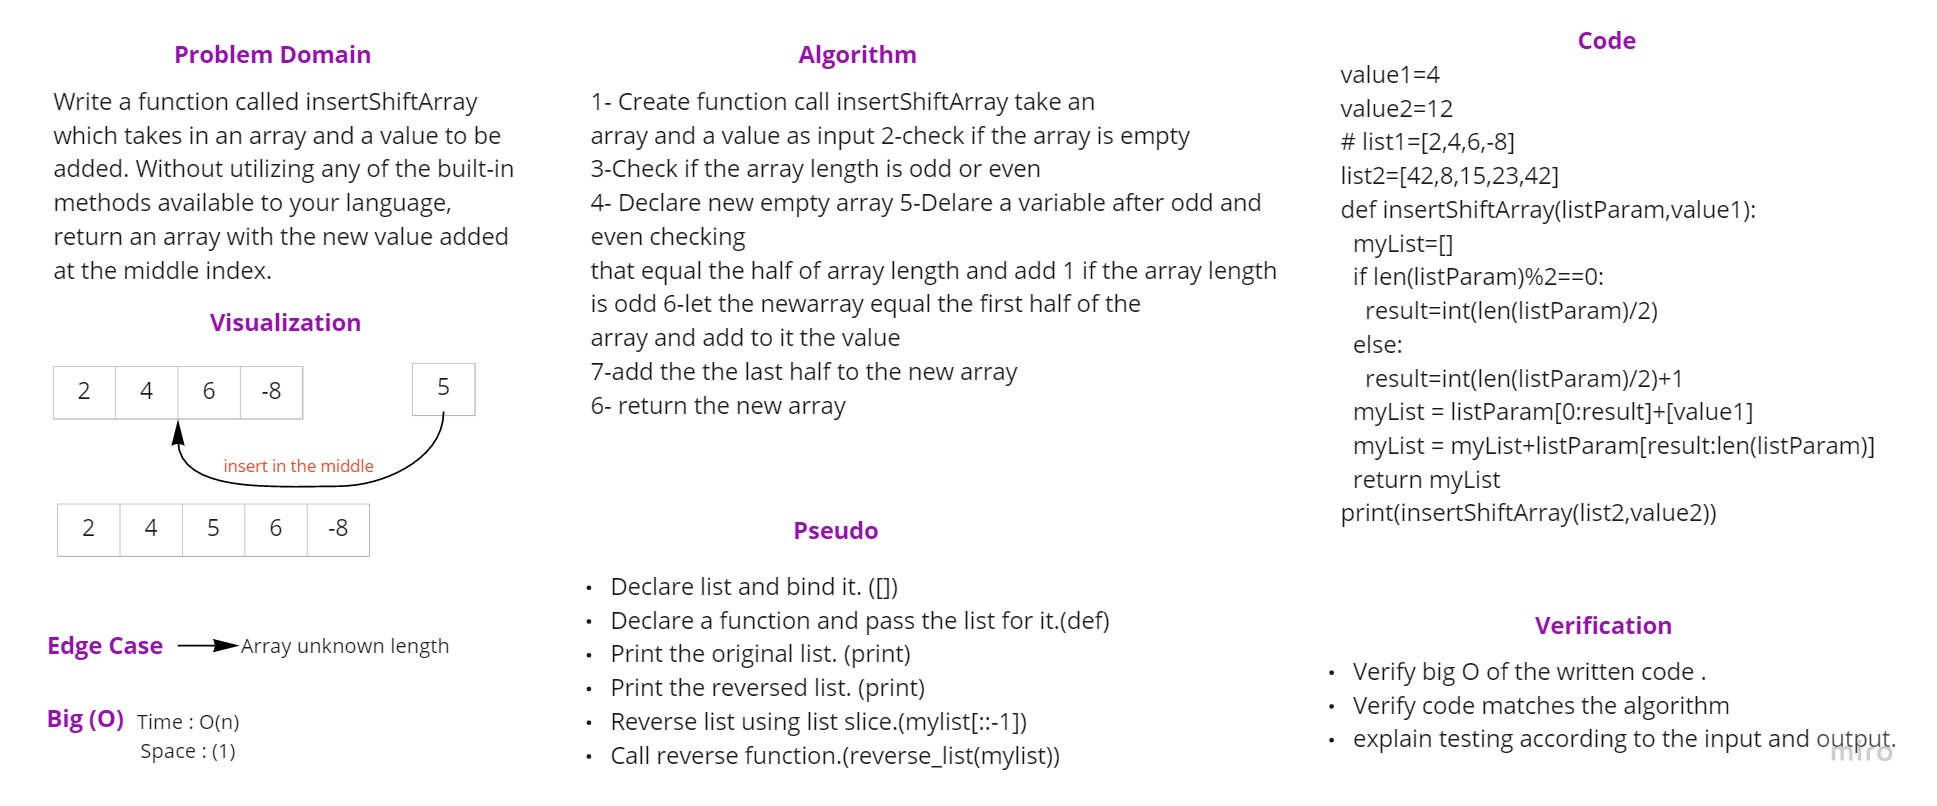 Problem Domain
Write a function called insertShiftArray
which takes in an array and a value to be
added. Without utilizing any of the built-in
methods available to your language,
return an array with the new value added
at the middle index.
Visualization
2 4 6 -8
5
insert in the middle
2 4 5 6 -8
Edge Case
Array unknown length
Big (O)
Time : O(n)
Space : (1)
Algorithm
1- Create function call insertShiftArray take an
array and a value as input 2-check if the array is empty
3-Check if the array length is odd or even
4- Declare new empty array 5-Delare a variable after odd and
even checking
that equal the half of array length and add 1 if the array length
is odd 6-let the newarray equal the first half of the
array and add to it the value
7-add the the last half to the new array
6- return the new array
Pseudo
• Declare list and bind it. ([])
• Declare a function and pass the list for it.(def)
• Print the original list. (print)
• Print the reversed list. (print)
• Reverse list using list slice.(mylist[::-1])
• Call reverse function.(reverse_list(mylist))
Code
value1=4
value2=12
# list1=[2,4,6,-8]
list2=[42,8,15,23,42]
def insertShiftArray(listParam,value1):
  myList=[]
  if len(listParam)%2==0:
    result=int(len(listParam)/2)
  else:
    result=int(len(listParam)/2)+1
  myList = listParam[0:result]+[value1]
  myList = myList+listParam[result:len(listParam)]
  return myList
print(insertShiftArray(list2,value2))
Verification
• Verify big O of the written code .
• Verify code matches the algorithm
• explain testing according to the input and output.
miro